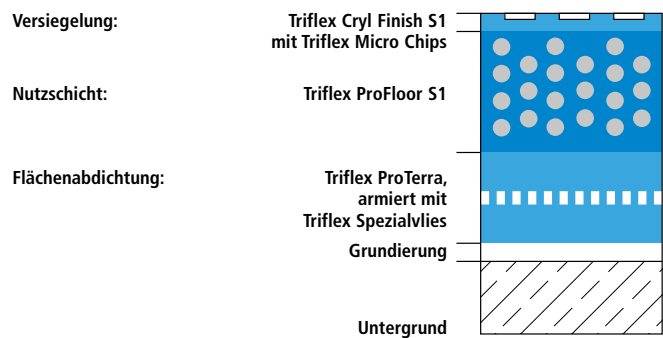 Versiegelung: Triflex Cryl Finish S1
mit Triflex Micro Chips
Nutzschicht: Triflex ProFloor S1
Flächenabdichtung: Triflex ProTerra,
armiert mit
Triflex Spezialvlies
Grundierung
Untergrund